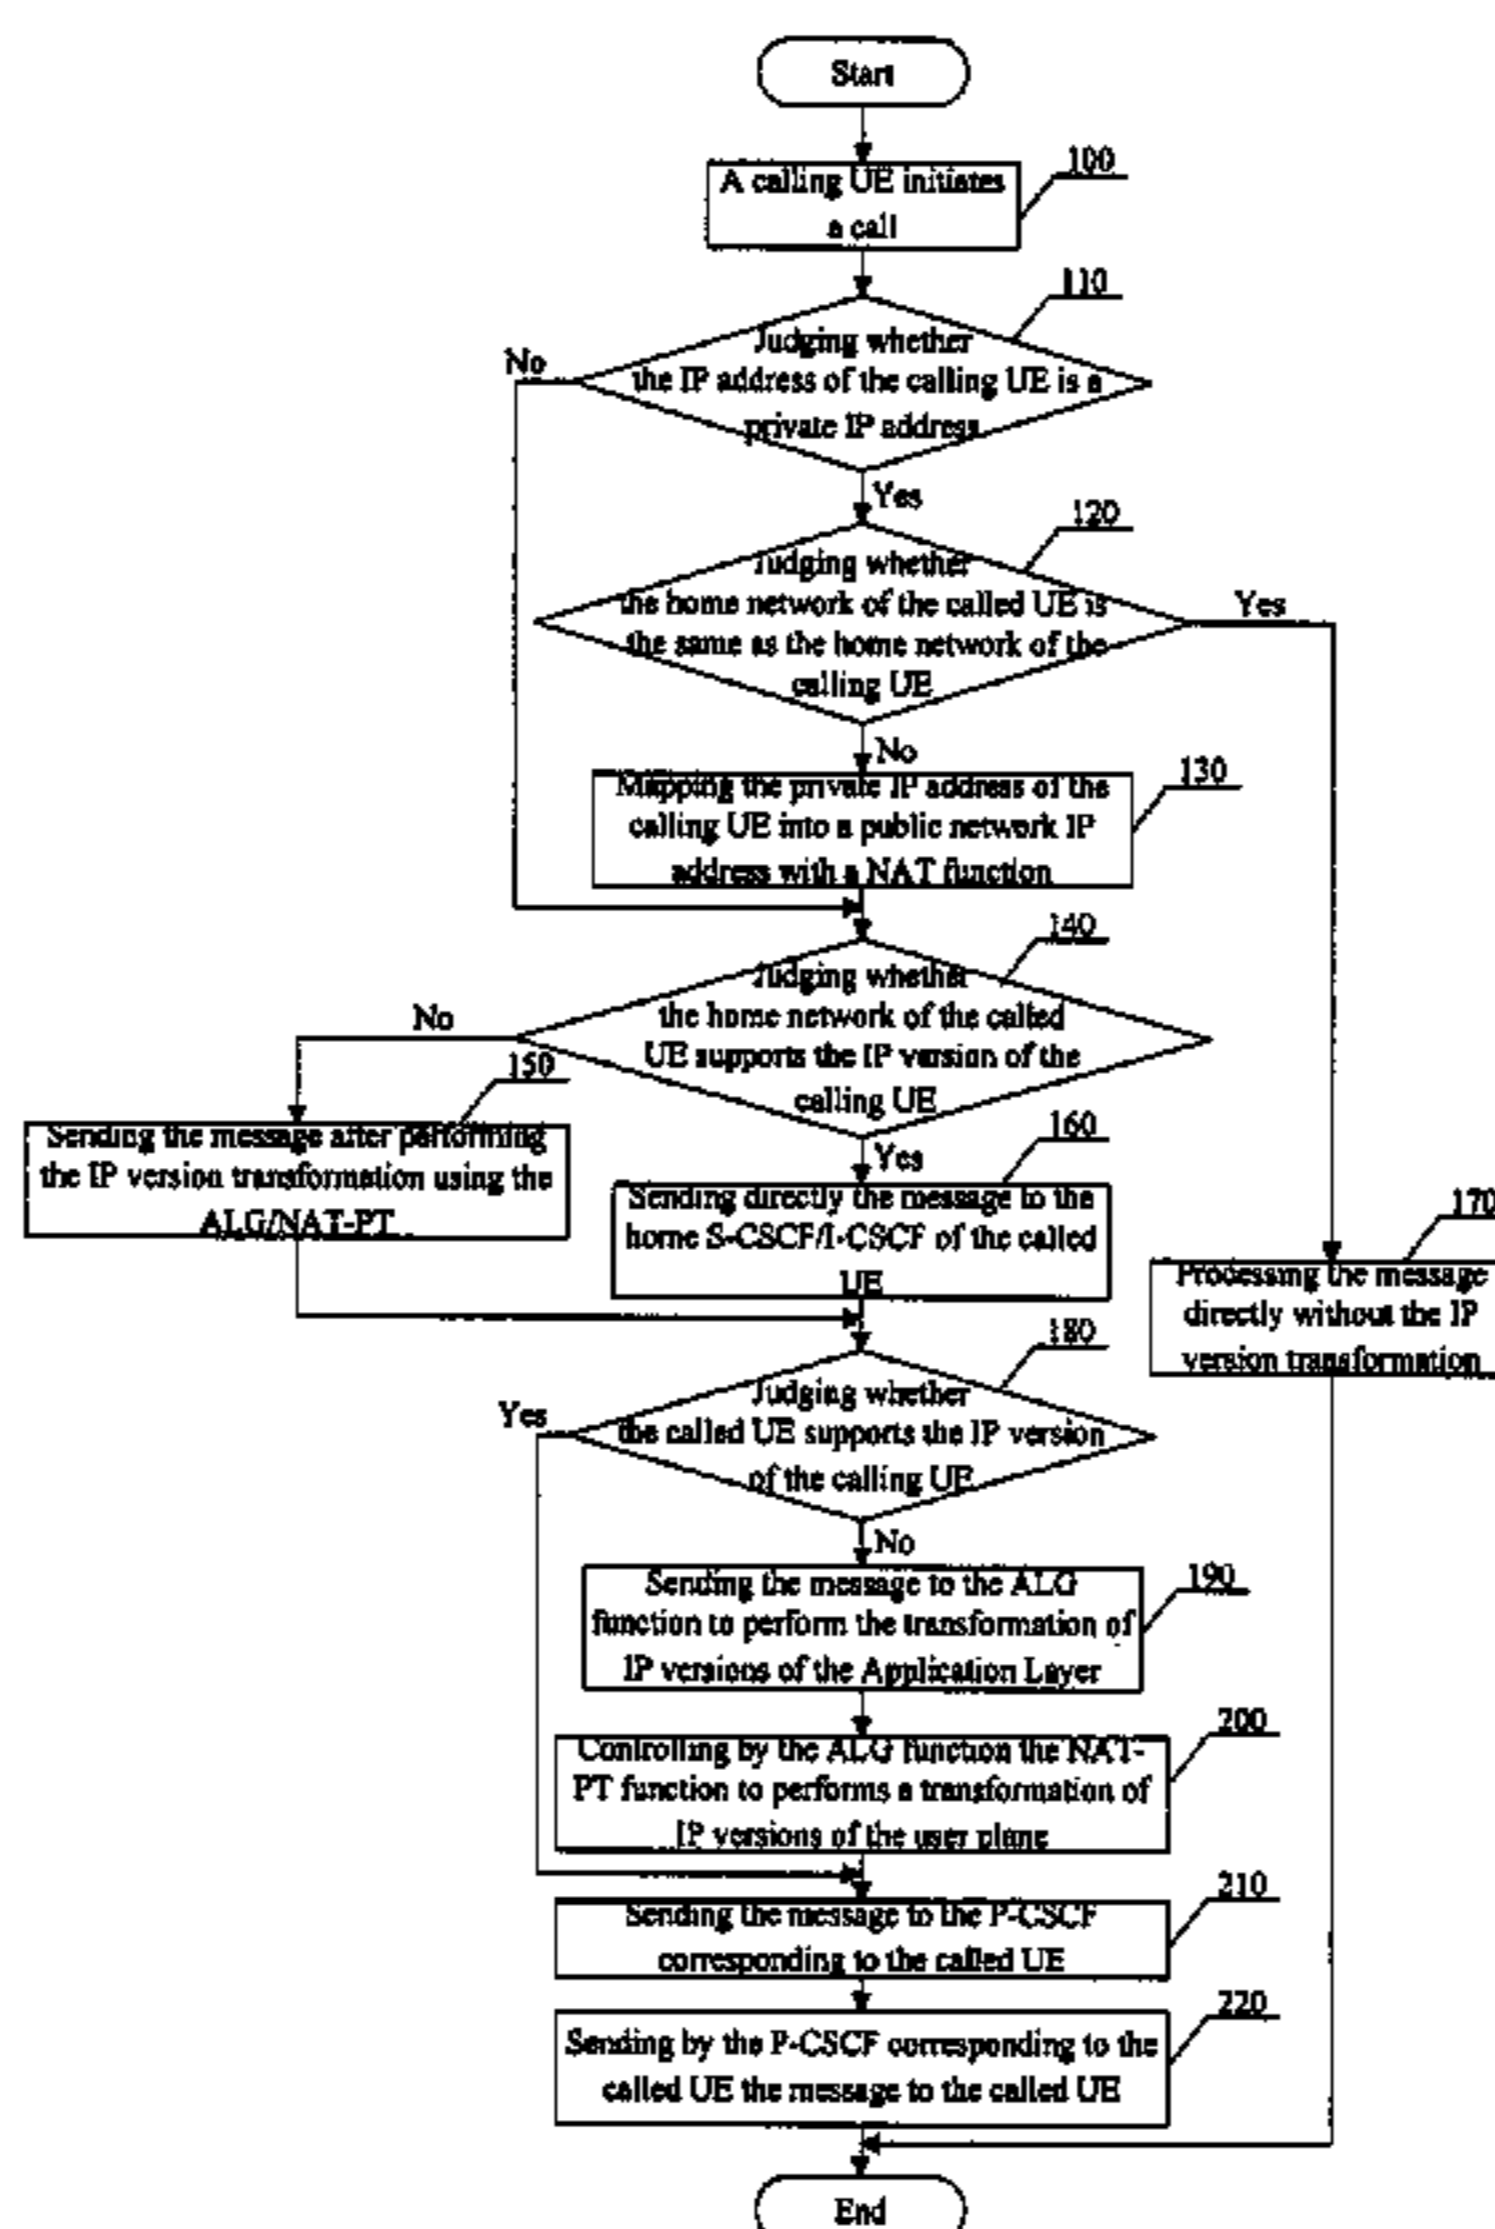 Start
A calling UE initiates
a call
100
110
Judging whether
the IP address of the calling UE is a
private IP address
No
Yes
120
Judging whether
the home network of the called UE is
the same as the home network of the
calling UE
Yes
No
130
Mapping the private IP address of the
calling UE into a public network IP
address with a NAT function
140
Judging whether
the home network of the called
UE supports the IP version of the
calling UE
No
150
Sending the message after performing
the IP version transformation using the
ALG/NAT-PT
Yes
160
Sending directly the message to the
home S-CSCF/I-CSCF of the called
UE
170
Processing the message
directly without the IP
version transformation
180
Judging whether
the called UE supports the IP version
of the calling UE
Yes
No
190
Sending the message to the ALG
function to perform the transformation of
IP versions of the Application Layer
200
Controlling by the ALG function the NAT-
PT function to performs a transformation of
IP versions of the user plane
210
Sending the message to the P-CSCF
corresponding to the called UE
220
Sending by the P-CSCF corresponding to the
called UE the message to the called UE
End